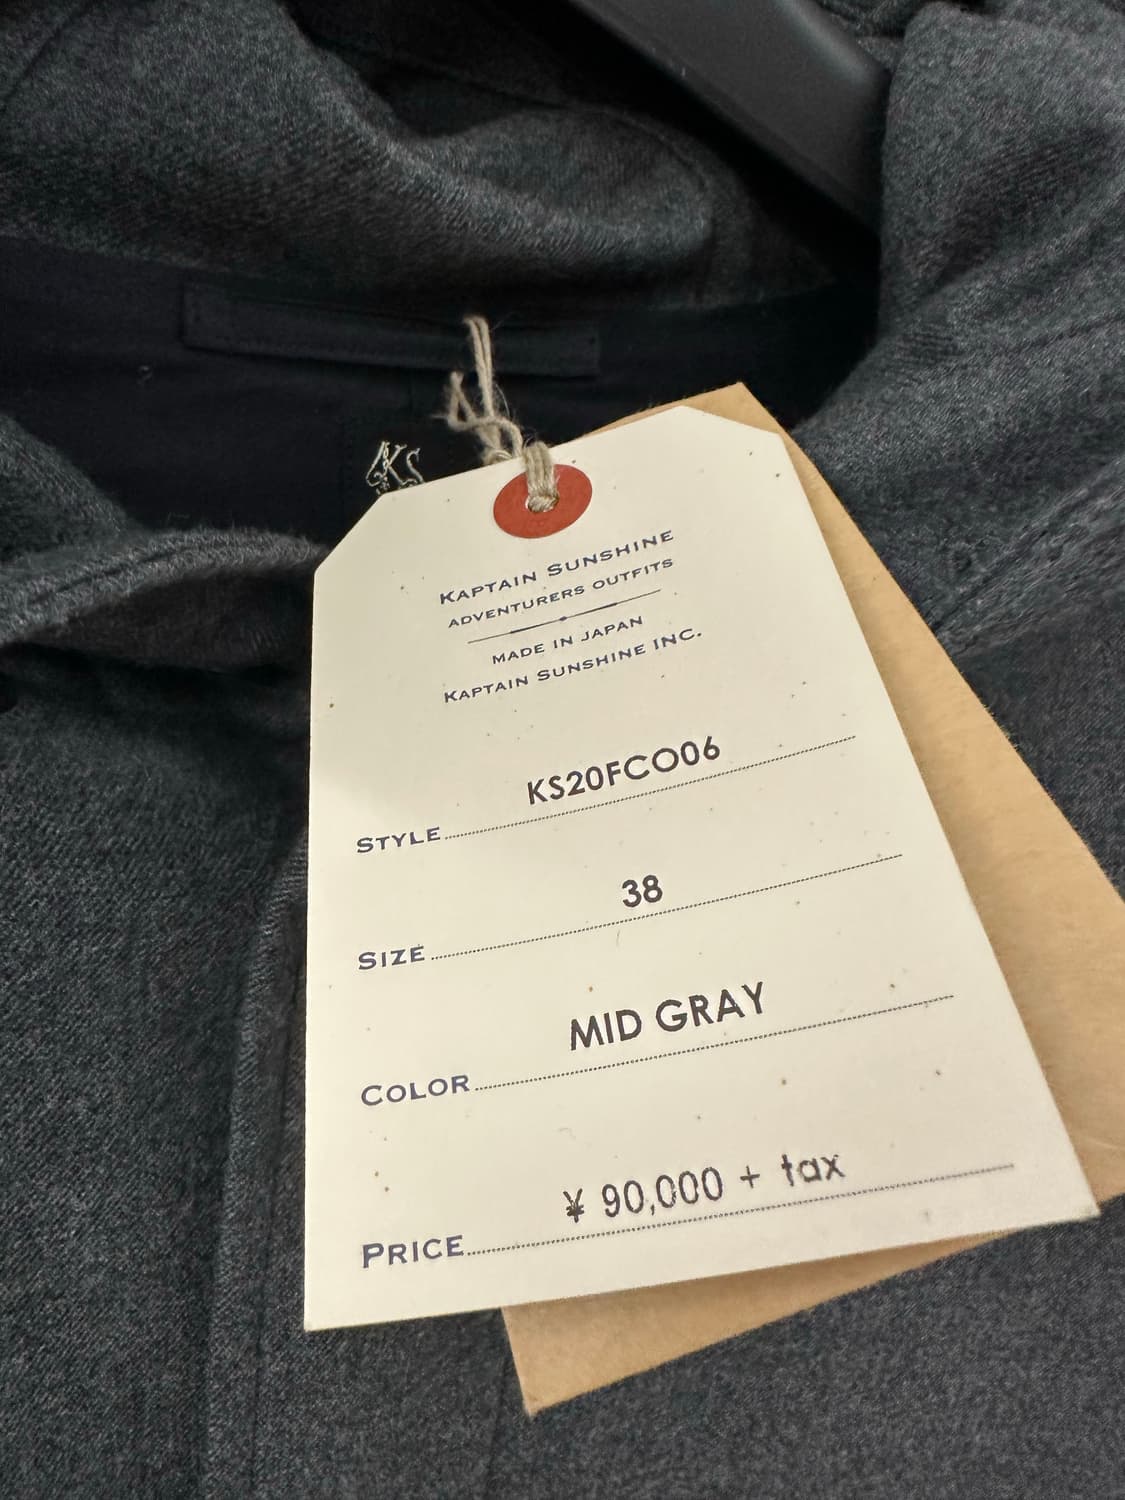 KS
KAPTAIN SUNSHINE
ADVENTURERS OUTFITS
MADE IN JAPAN
KAPTAIN SUNSHINE INC.
STYLE KS20FCO06
SIZE 38
COLOR MID GRAY
PRICE ¥ 90,000 + tax